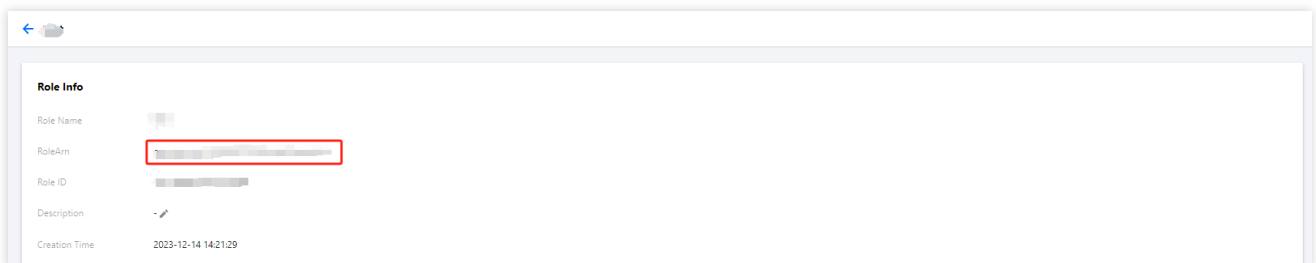 Role Info
Role Name
RoleArn
Role ID
Description -
Creation Time 2023-12-14 14:21:29